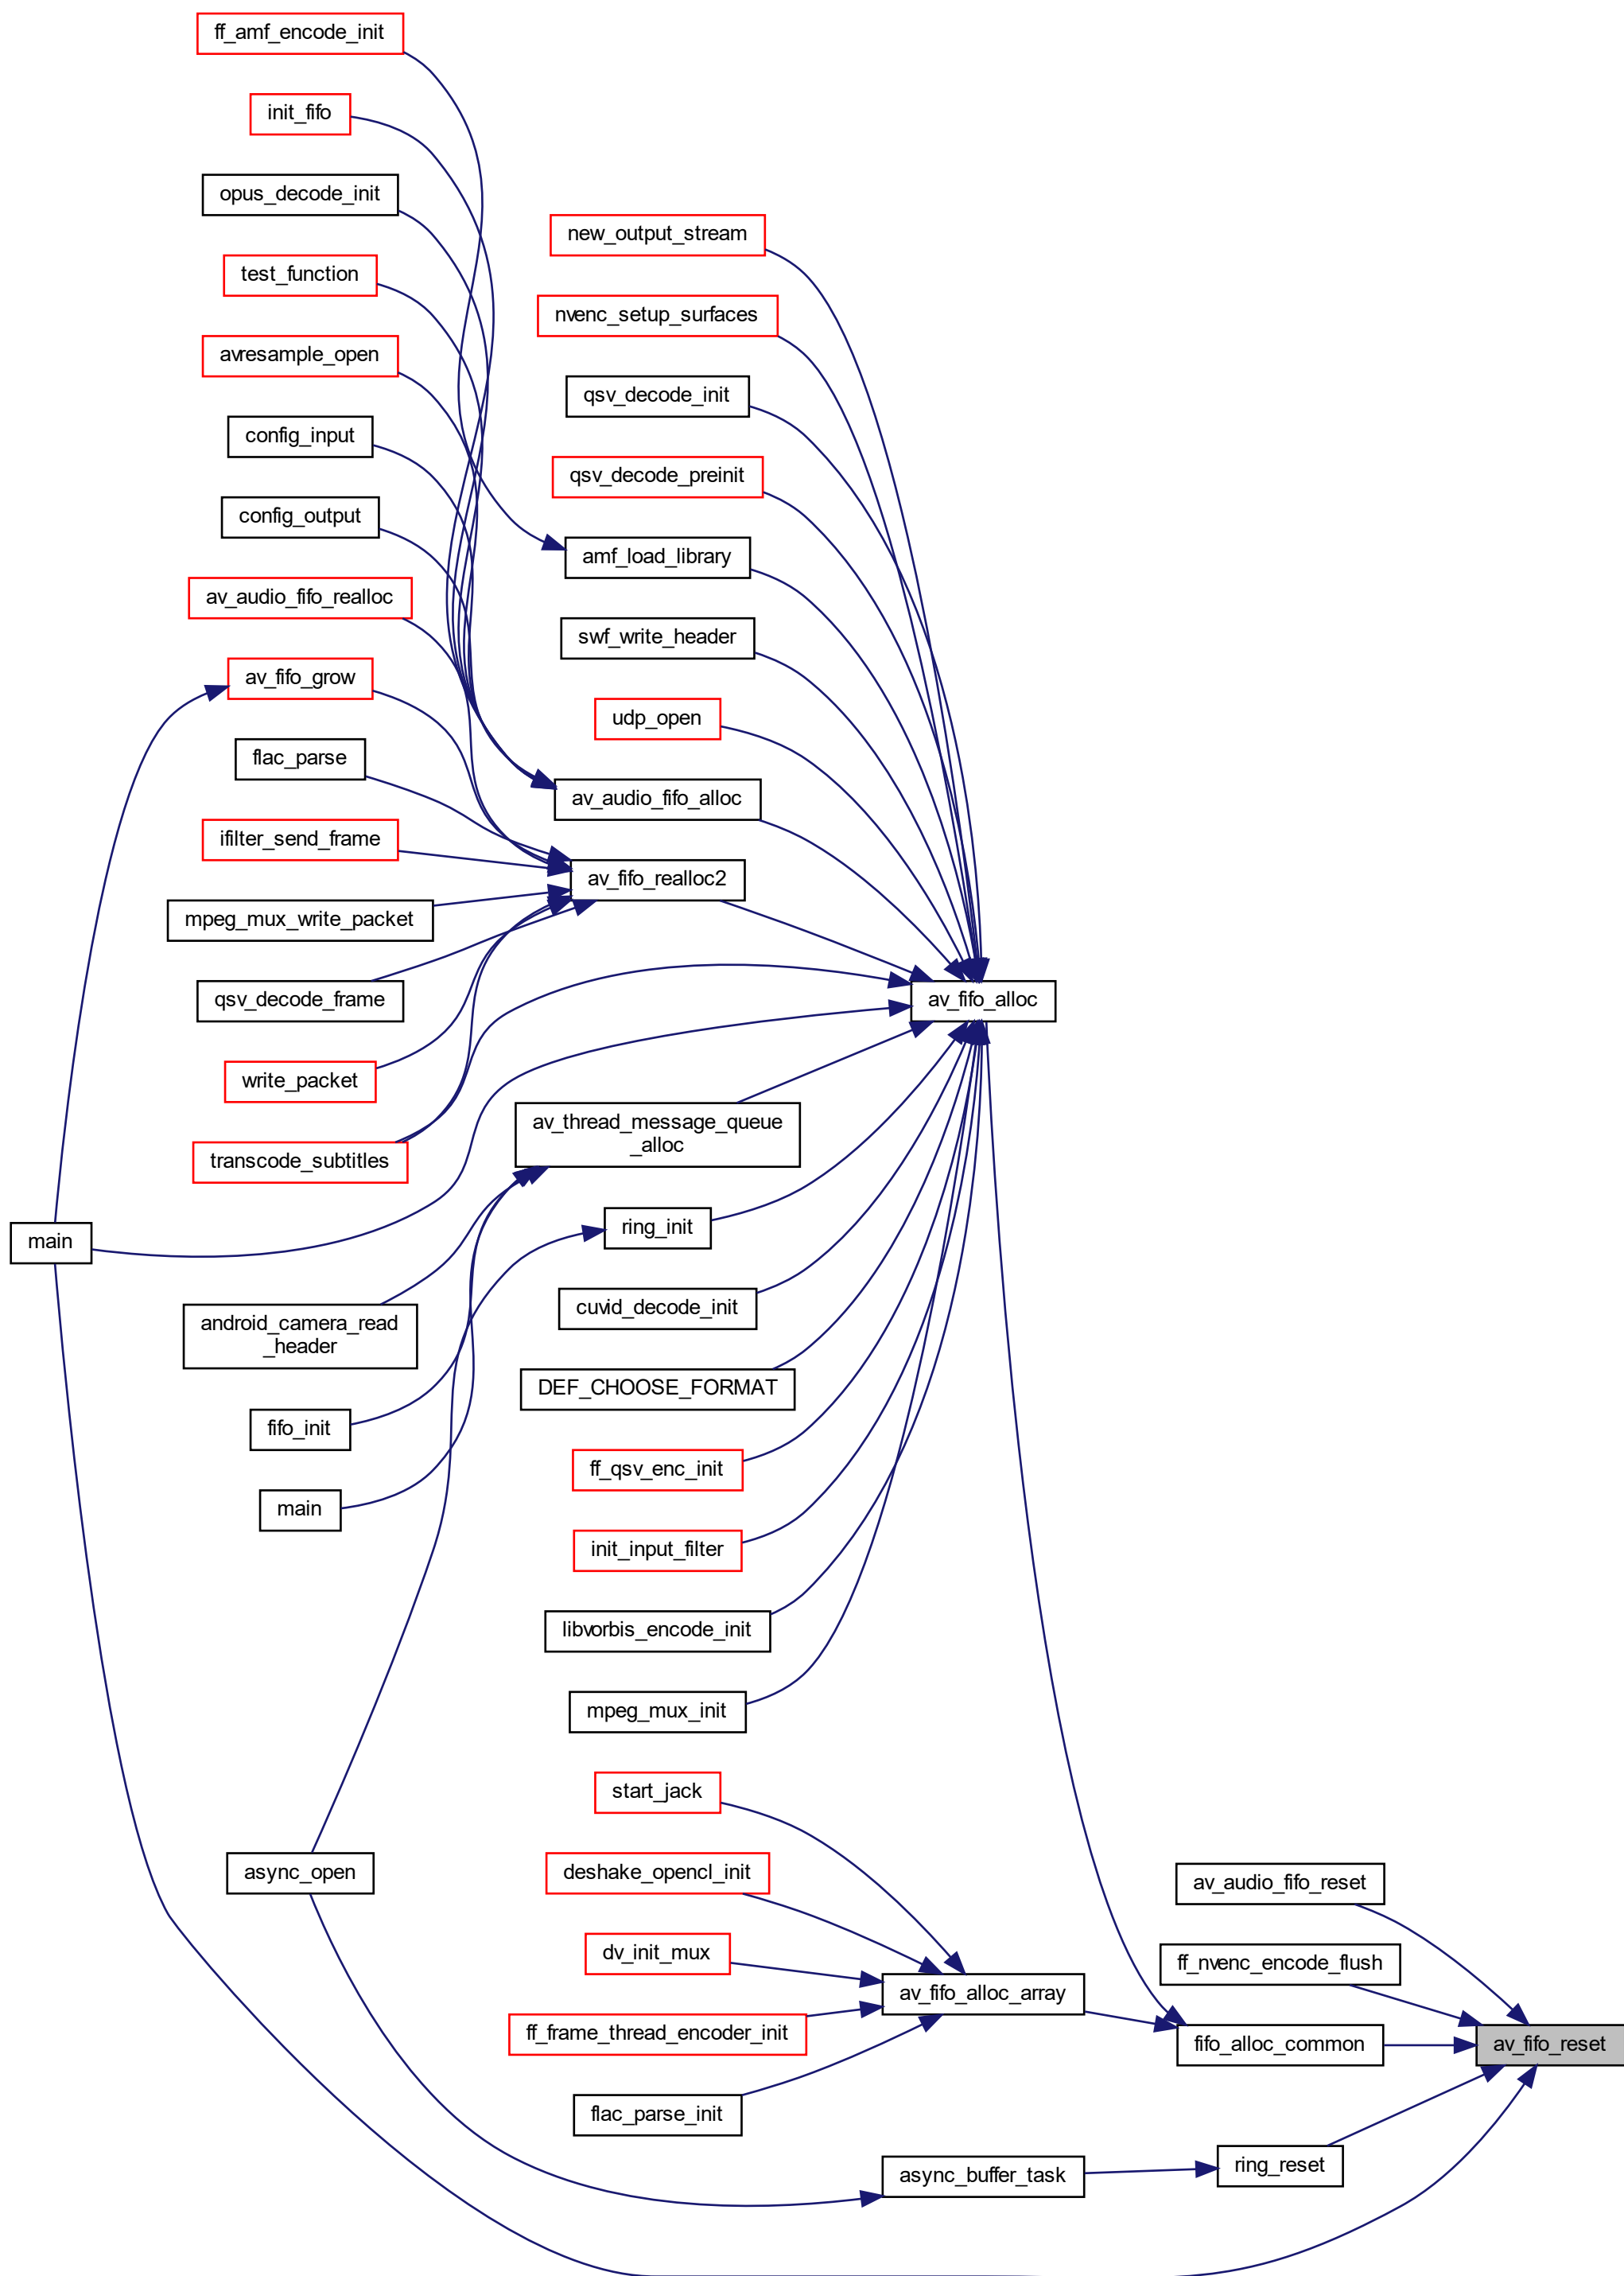 ff_amf_encode_init
init_fifo
opus_decode_init
test_function
avresample_open
config_input
config_output
av_audio_fifo_realloc
av_fifo_grow
flac_parse
ifilter_send_frame
mpeg_mux_write_packet
qsv_decode_frame
write_packet
transcode_subtitles
main
android_camera_read
_header
fifo_init
main
async_open
new_output_stream
nvenc_setup_surfaces
qsv_decode_init
qsv_decode_preinit
amf_load_library
swf_write_header
udp_open
av_audio_fifo_alloc
av_fifo_realloc2
av_fifo_alloc
av_thread_message_queue
_alloc
ring_init
cuvid_decode_init
DEF_CHOOSE_FORMAT
ff_qsv_enc_init
init_input_filter
libvorbis_encode_init
mpeg_mux_init
start_jack
deshake_opencl_init
dv_init_mux
ff_frame_thread_encoder_init
flac_parse_init
av_fifo_alloc_array
async_buffer_task
av_audio_fifo_reset
ff_nvenc_encode_flush
fifo_alloc_common
ring_reset
av_fifo_reset